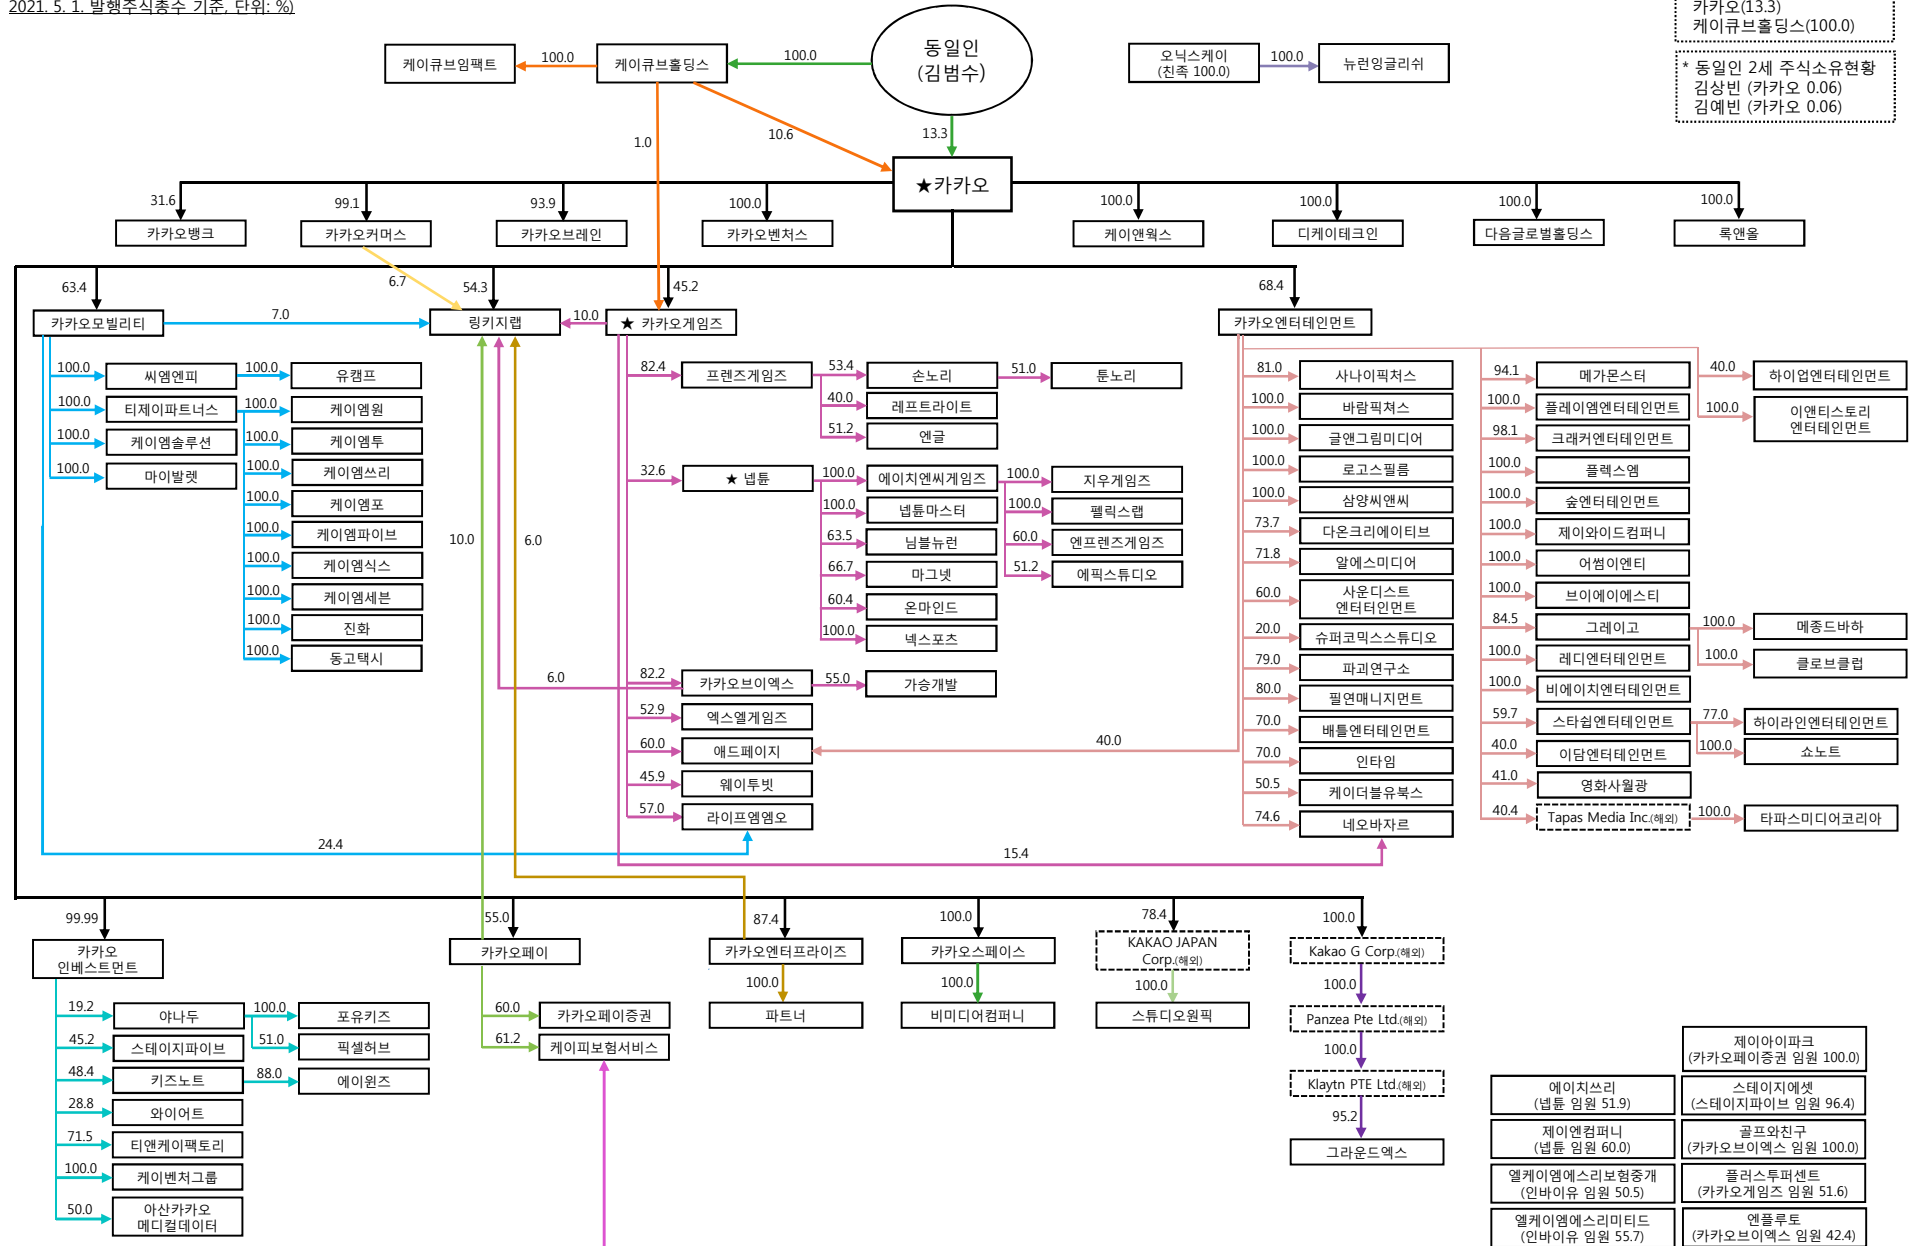 2021. 5. 1. 발행주식총수 기준, 단위: %)
카카오(13.3)
케이큐브홀딩스(100.0)
* 동일인 2세 주식소유현황
김상빈 (카카오 0.06)
김예빈 (카카오 0.06)
동일인
(김범수)
케이큐브임팩트
100.0
케이큐브홀딩스
100.0
오닉스케이
(친족 100.0)
100.0
뉴런잉글리쉬
1.0
10.6
13.3
★카카오
31.6
카카오뱅크
99.1
카카오커머스
93.9
카카오브레인
100.0
카카오벤처스
100.0
케이앤웍스
100.0
디케이테크인
100.0
다음글로벌홀딩스
100.0
록앤올
63.4
카카오모빌리티
7.0
6.7
54.3
링키지랩
10.0
45.2
★ 카카오게임즈
68.4
카카오엔터테인먼트
100.0
씨엠엔피
100.0
유캠프
100.0
티제이파트너스
100.0
케이엠원
100.0
케이엠투
100.0
케이엠솔루션
100.0
케이엠쓰리
100.0
마이발렛
100.0
케이엠포
100.0
케이엠파이브
100.0
케이엠식스
100.0
케이엠세븐
100.0
진화
100.0
동고택시
10.0
6.0
6.0
24.4
82.4
프렌즈게임즈
53.4
손노리
51.0
툰노리
40.0
레프트라이트
51.2
엔글
32.6
★ 넵튠
100.0
에이치엔씨게임즈
100.0
지우게임즈
100.0
넵튠마스터
100.0
펠릭스랩
63.5
님블뉴런
60.0
엔프렌즈게임즈
66.7
마그넷
51.2
에픽스튜디오
60.4
온마인드
100.0
넥스포츠
82.2
카카오브이엑스
55.0
가승개발
52.9
엑스엘게임즈
60.0
애드페이지
40.0
45.9
웨이투빗
57.0
라이프엠엠오
15.4
81.0
사나이픽처스
100.0
바람픽쳐스
100.0
글앤그림미디어
100.0
로고스필름
100.0
삼양씨앤씨
73.7
다온크리에이티브
71.8
알에스미디어
60.0
사운디스트
엔터터인먼트
20.0
슈퍼코믹스스튜디오
79.0
파괴연구소
80.0
필연매니지먼트
70.0
배틀엔터테인먼트
70.0
인타임
50.5
케이더블유북스
74.6
네오바자르
94.1
메가몬스터
100.0
플레이엠엔터테인먼트
98.1
크래커엔터테인먼트
100.0
플렉스엠
100.0
숲엔터테인먼트
100.0
제이와이드컴퍼니
100.0
어썸이엔티
100.0
브이에이에스티
84.5
그레이고
100.0
메종드바하
100.0
클로브클럽
100.0
레디엔터테인먼트
100.0
비에이치엔터테인먼트
59.7
스타쉽엔터테인먼트
77.0
하이라인엔터테인먼트
100.0
쇼노트
40.0
이담엔터테인먼트
41.0
영화사월광
40.4
Tapas Media Inc.(해외)
100.0
타파스미디어코리아
40.0
하이업엔터테인먼트
100.0
이앤티스토리
엔터테인먼트
99.99
카카오
인베스트먼트
55.0
카카오페이
87.4
카카오엔터프라이즈
100.0
카카오스페이스
78.4
KAKAO JAPAN
Corp.(해외)
100.0
Kakao G Corp.(해외)
19.2
야나두
100.0
포유키즈
51.0
픽셀허브
45.2
스테이지파이브
48.4
키즈노트
88.0
에이윈즈
28.8
와이어트
71.5
티앤케이팩토리
100.0
케이벤처그룹
50.0
아산카카오
메디컬데이터
60.0
카카오페이증권
61.2
케이피보험서비스
100.0
파트너
100.0
비미디어컴퍼니
100.0
스튜디오원픽
100.0
Panzea Pte Ltd.(해외)
100.0
Klaytn PTE Ltd.(해외)
95.2
그라운드엑스
제이아이파크
(카카오페이증권 임원 100.0)
에이치쓰리
(넵튠 임원 51.9)
스테이지에셋
(스테이지파이브 임원 96.4)
제이엔컴퍼니
(넵튠 임원 60.0)
골프와친구
(카카오브이엑스 임원 100.0)
엘케이엠에스리보험중개
(인바이유 임원 50.5)
플러스투퍼센트
(카카오게임즈 임원 51.6)
엘케이엠에스리미티드
(인바이유 임원 55.7)
엔플루토
(카카오브이엑스 임원 42.4)